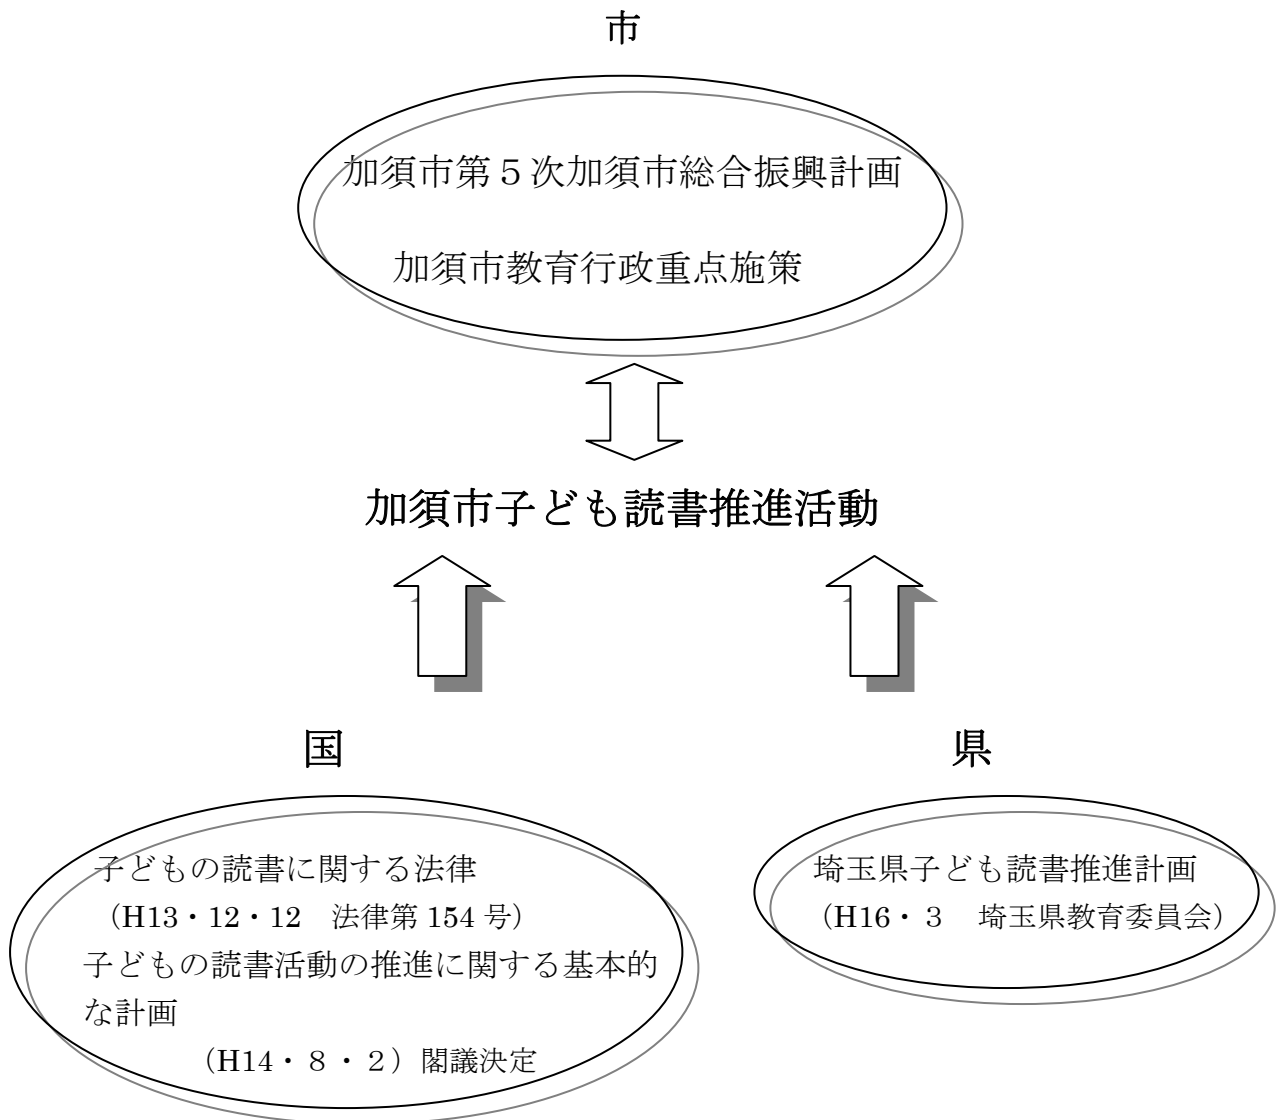 市
加須市第５次加須市総合振興計画
加須市教育行政重点施策
加須市子ども読書推進活動
国
子どもの読書に関する法律
（H13・12・12　法律第 154 号）
子どもの読書活動の推進に関する基本的
な計画
（H14・８・２）閣議決定
県
埼玉県子ども読書推進計画
（H16・３　埼玉県教育委員会）